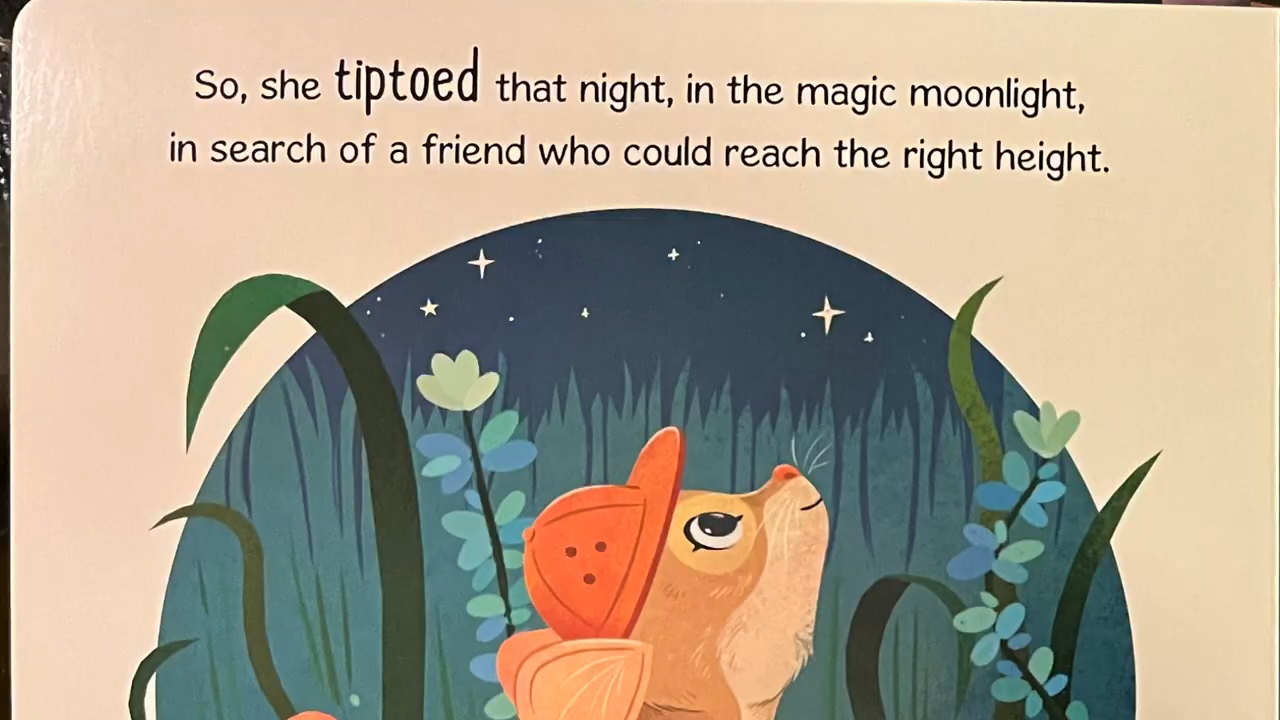 So, she tiptoed that night, in the magic moonlight,
in search of a friend who could reach the right height.